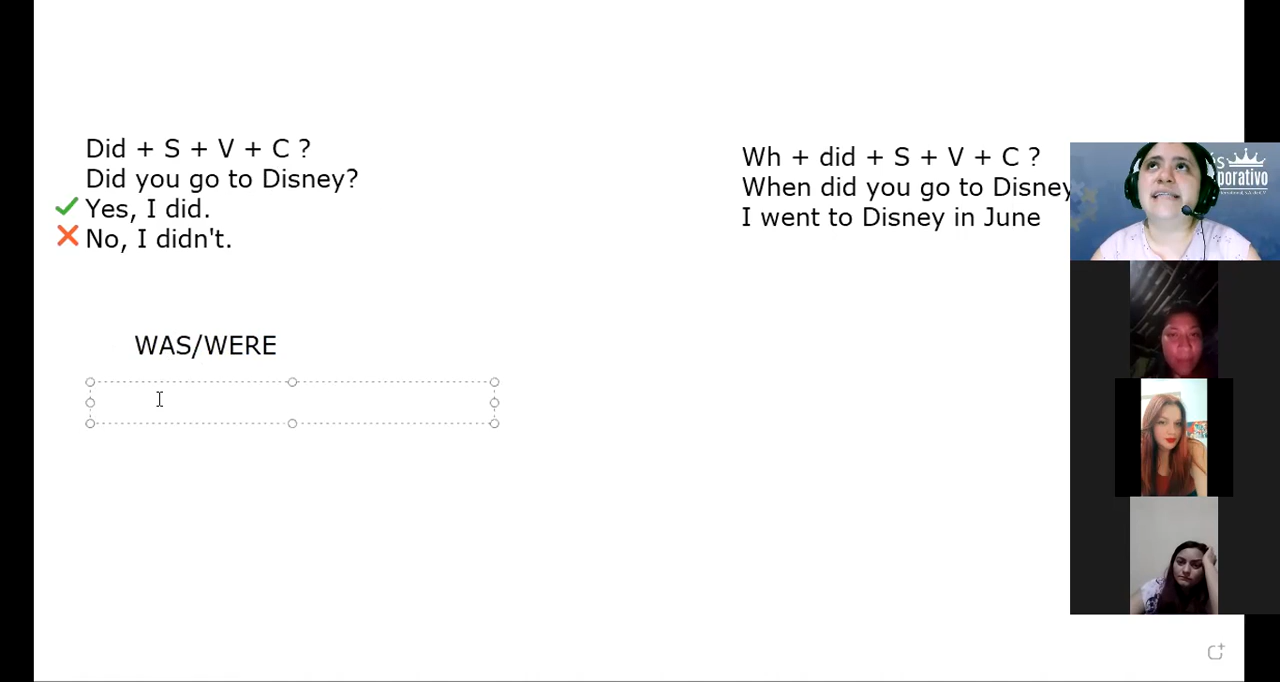 Did + S + V + C ?
Did you go to Disney?
Yes, I did.
No, I didn't.
WAS/WERE
Wh + did + S + V + C ?
When did you go to Disney
I went to Disney in June